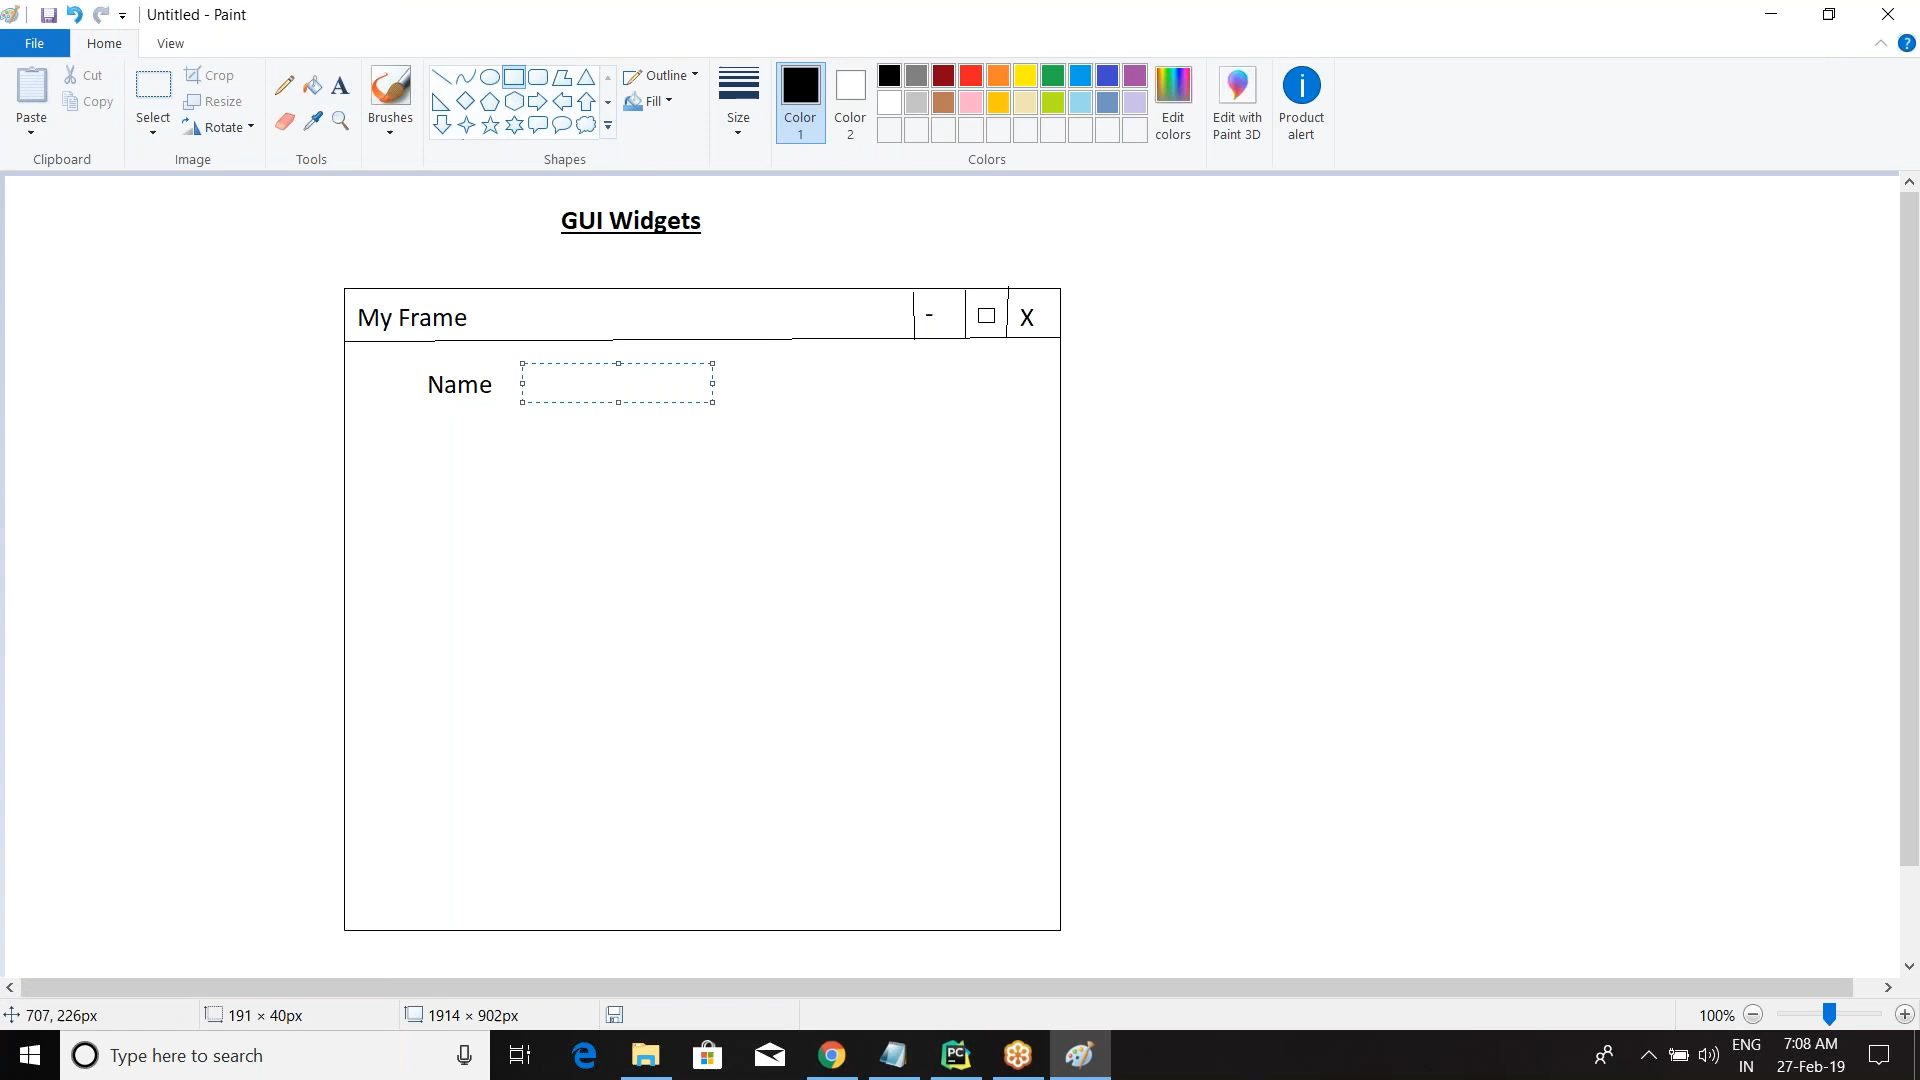 Untitled - Paint
File
Home
View
Paste
Cut
Copy
Clipboard
Select
Crop
Resize
Rotate
Image
A
Tools
Brushes
Shapes
Outline
Fill
Size
Color
1
Color
2
Colors
Edit
colors
Edit with
Paint 3D
Product
alert
GUI Widgets
My Frame
-
X
Name
707, 226px
191 × 40px
1914 × 902px
100%
Type here to search
PC
ENG
IN
7:08 AM
27-Feb-19